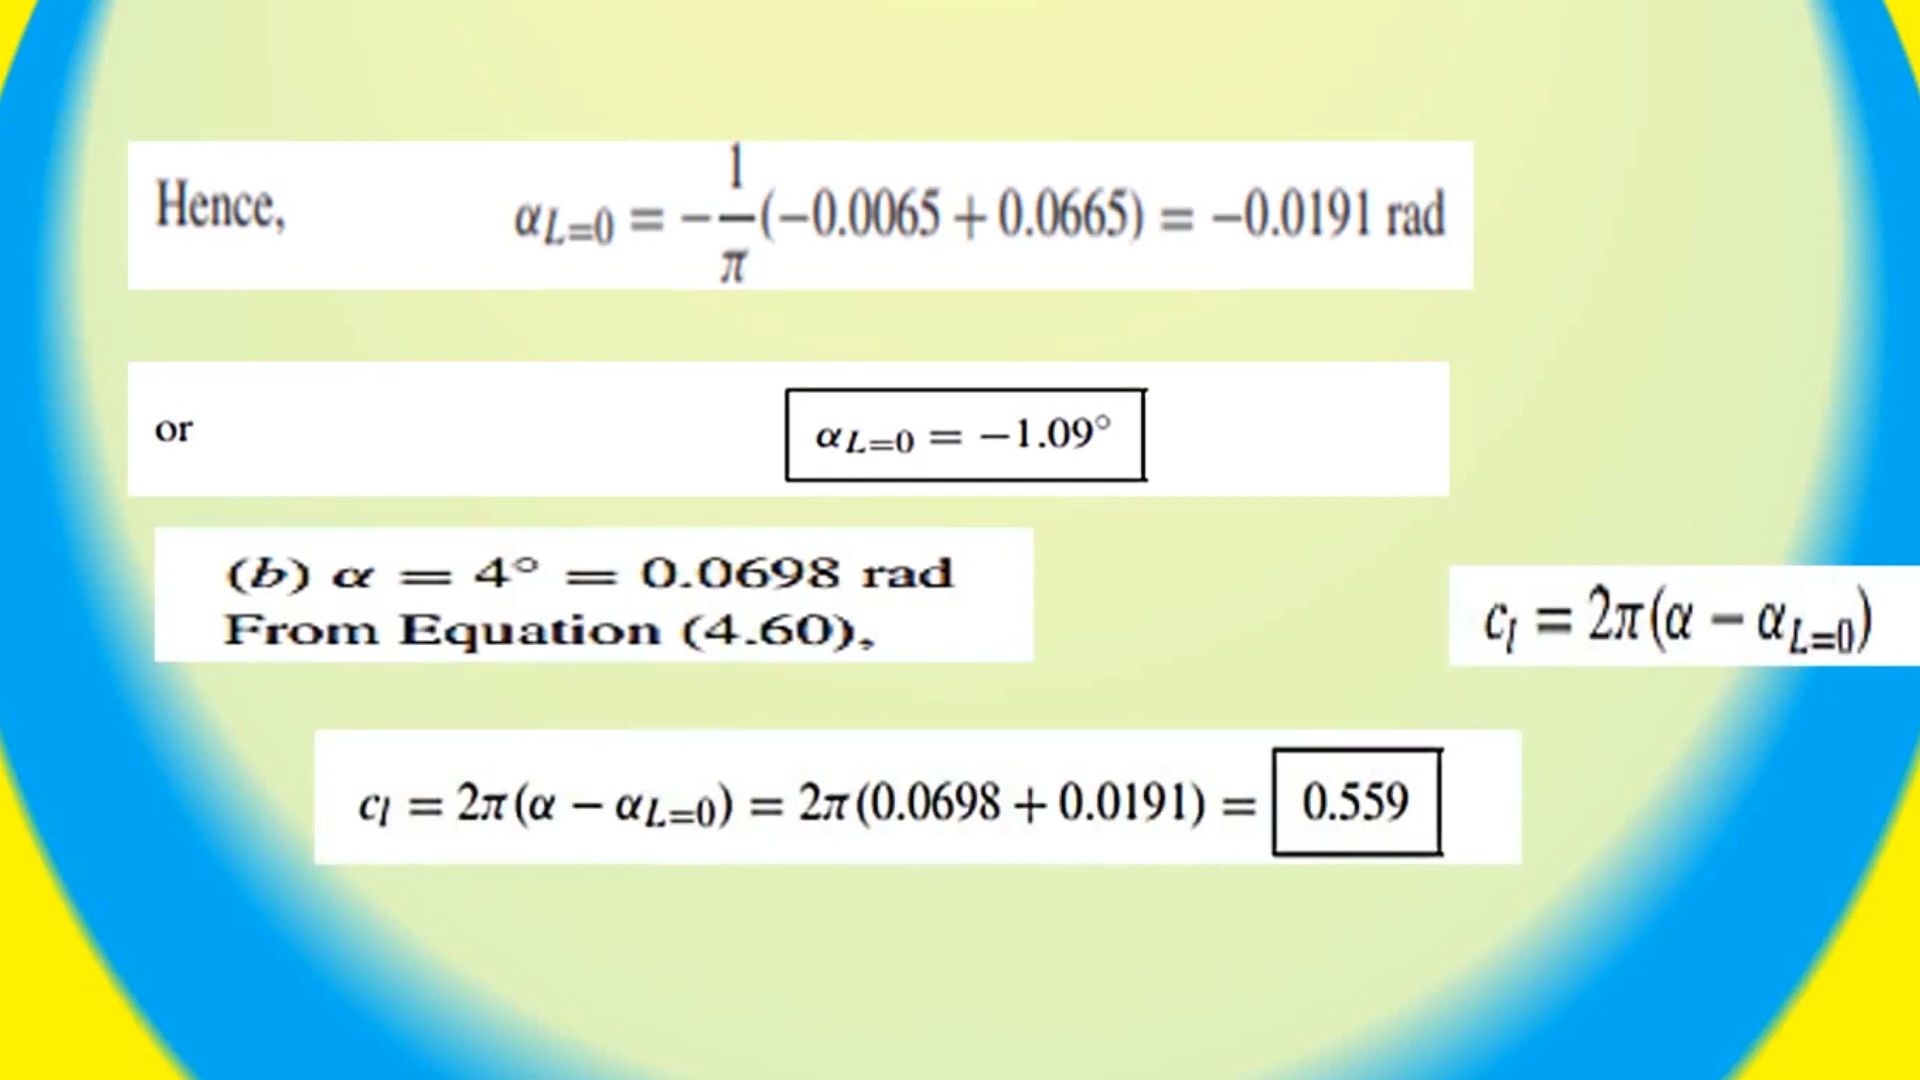 Hence, α_{L=0} = -\frac{1}{π}(-0.0065 + 0.0665) = -0.0191 rad
or α_{L=0} = -1.09°
(b) α = 4° = 0.0698 rad
From Equation (4.60),
c_l = 2π(α - α_{L=0})
c_l = 2π(α - α_{L=0}) = 2π(0.0698 + 0.0191) = 0.559